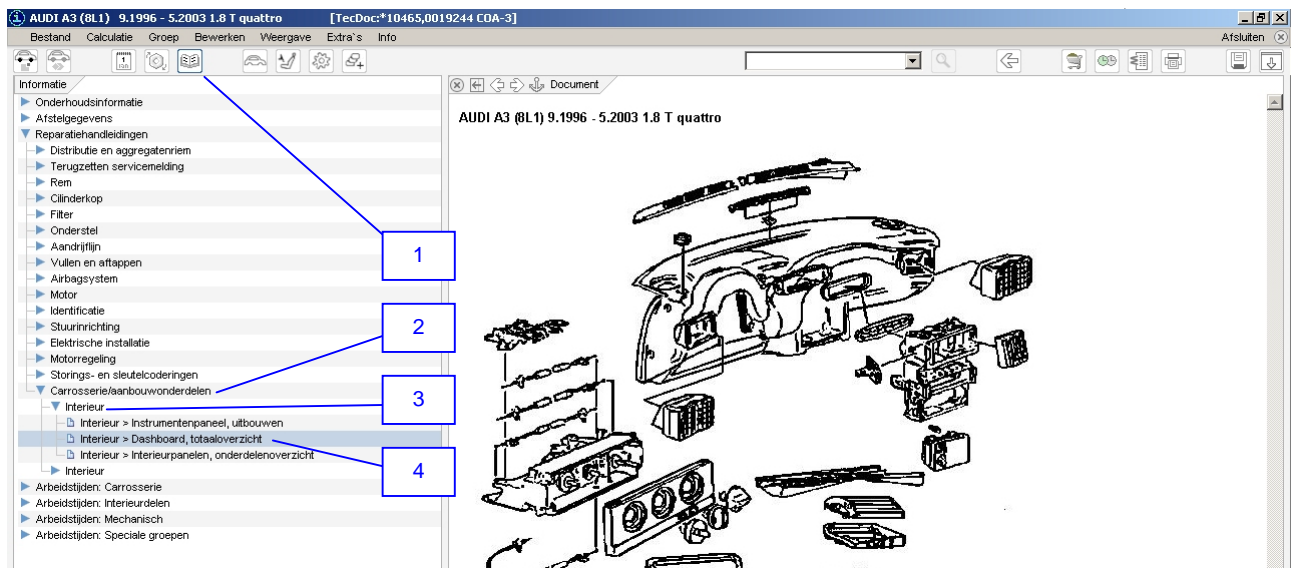 AUDI A3 (8L1) 9.1996 - 5.2003 1.8 T quattro [TecDoc:*10465,0019244 COA-3]
Bestand Calculatie Groep Bewerken Weergave Extra`s Info Afsluiten
Informatie
Document
Onderhoudsinformatie
Afstelgegevens
Reparatiehandleidingen
Distributie en aggregatenriem
Terugzetten servicemelding
Rem
Cilinderkop
Filter
Onderstel
Aandrijflijn
Vullen en aftappen
Airbagsystem
Motor
Identificatie
Stuurinrichting
Elektrische installatie
Motorregeling
Storings- en sleutelcoderingen
Carrosserie/aanbouwonderdelen
Interieur
Interieur > Instrumentenpaneel, uitbouwen
Interieur > Dashboard, totaaloverzicht
Interieur > Interieurpanelen, onderdelenoverzicht
Interieur
Arbeidstijden: Carrosserie
Arbeidstijden: Interieurdelen
Arbeidstijden: Mechanisch
Arbeidstijden: Speciale groepen
1
2
3
4
AUDI A3 (8L1) 9.1996 - 5.2003 1.8 T quattro